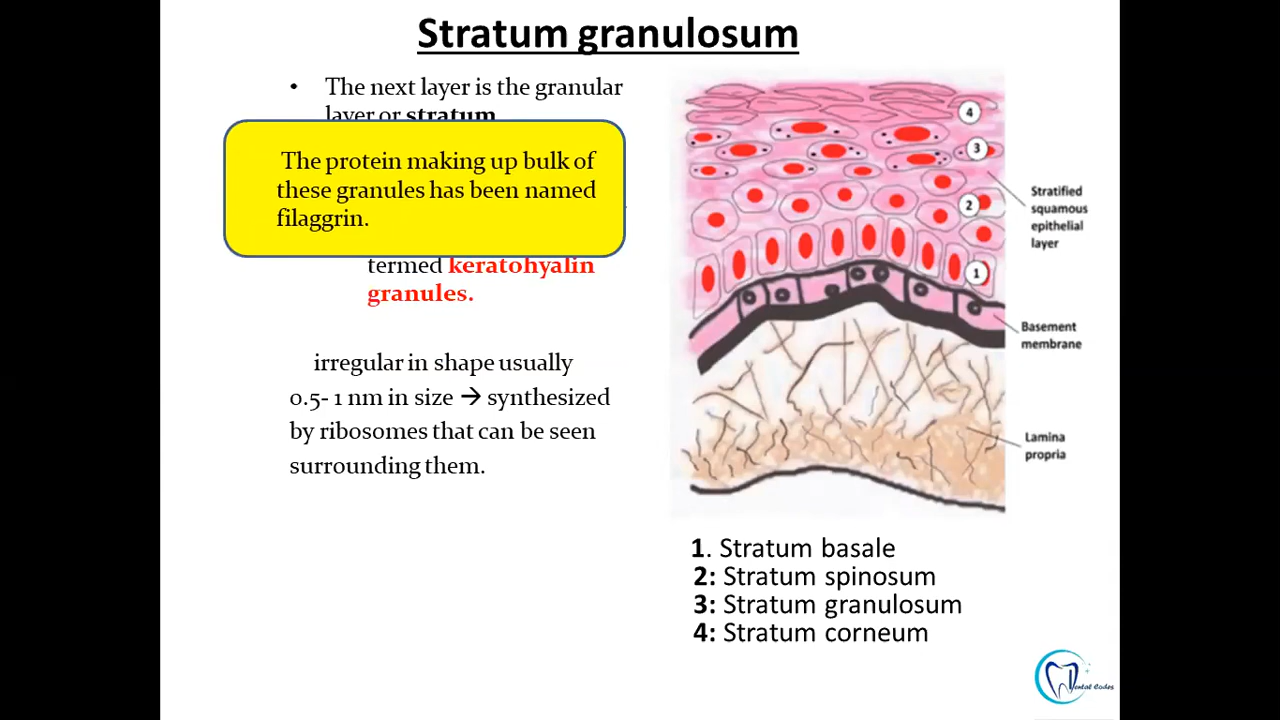 Stratum granulosum
• The next layer is the granular
layer or stratum
The protein making up bulk of
these granules has been named
filaggrin.
termed keratohyalin
granules.
irregular in shape usually
0.5- 1 nm in size → synthesized
by ribosomes that can be seen
surrounding them.
4
3
2
1
Stratified
squamous
epithelial
layer
Basement
membrane
Lamina
propria
1. Stratum basale
2: Stratum spinosum
3: Stratum granulosum
4: Stratum corneum
Dental Codes